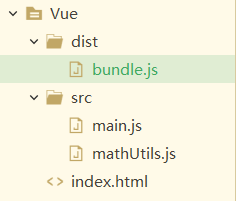 Vue
dist
bundle.js
src
main.js
mathUtils.js
index.html